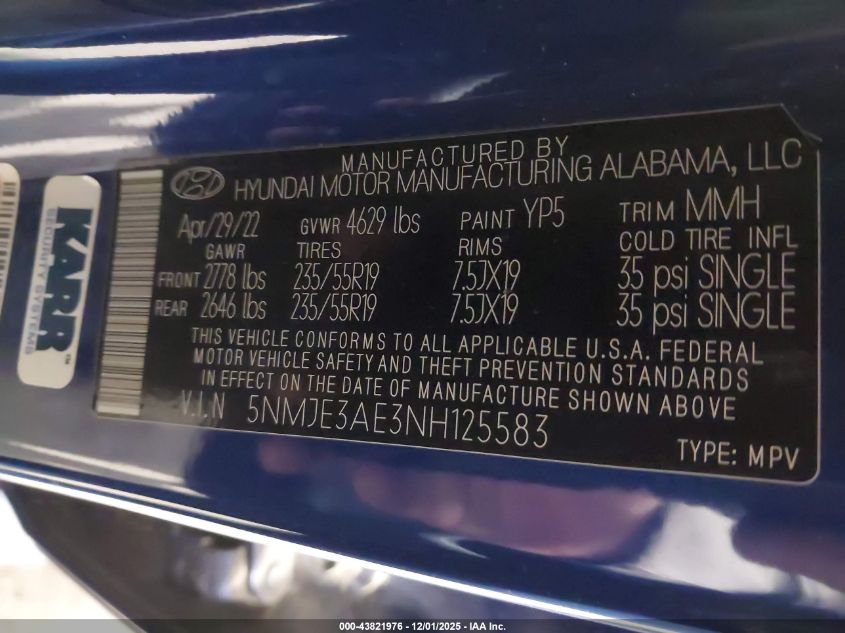 MANUFACTURED BY
HYUNDAI MOTOR MANUFACTURING ALABAMA, LLC
Apr/29/22 GVWR 4629 lbs PAINT YP5 TRIM MMH
GAWR TIRES RIMS COLD TIRE INFL
FRONT 2778 lbs 235/55R19 7.5JX19 35 psi SINGLE
REAR 2646 lbs 235/55R19 7.5JX19 35 psi SINGLE
THIS VEHICLE CONFORMS TO ALL APPLICABLE U.S.A. FEDERAL
MOTOR VEHICLE SAFETY AND THEFT PREVENTION STANDARDS
IN EFFECT ON THE DATE OF MANUFACTURE SHOWN ABOVE
V.I.N 5NMJE3AE3NH125583
TYPE: MPV
KARR™
SECURITY SYSTEMS
000-43821976 - 12/01/2025 - IAA Inc.